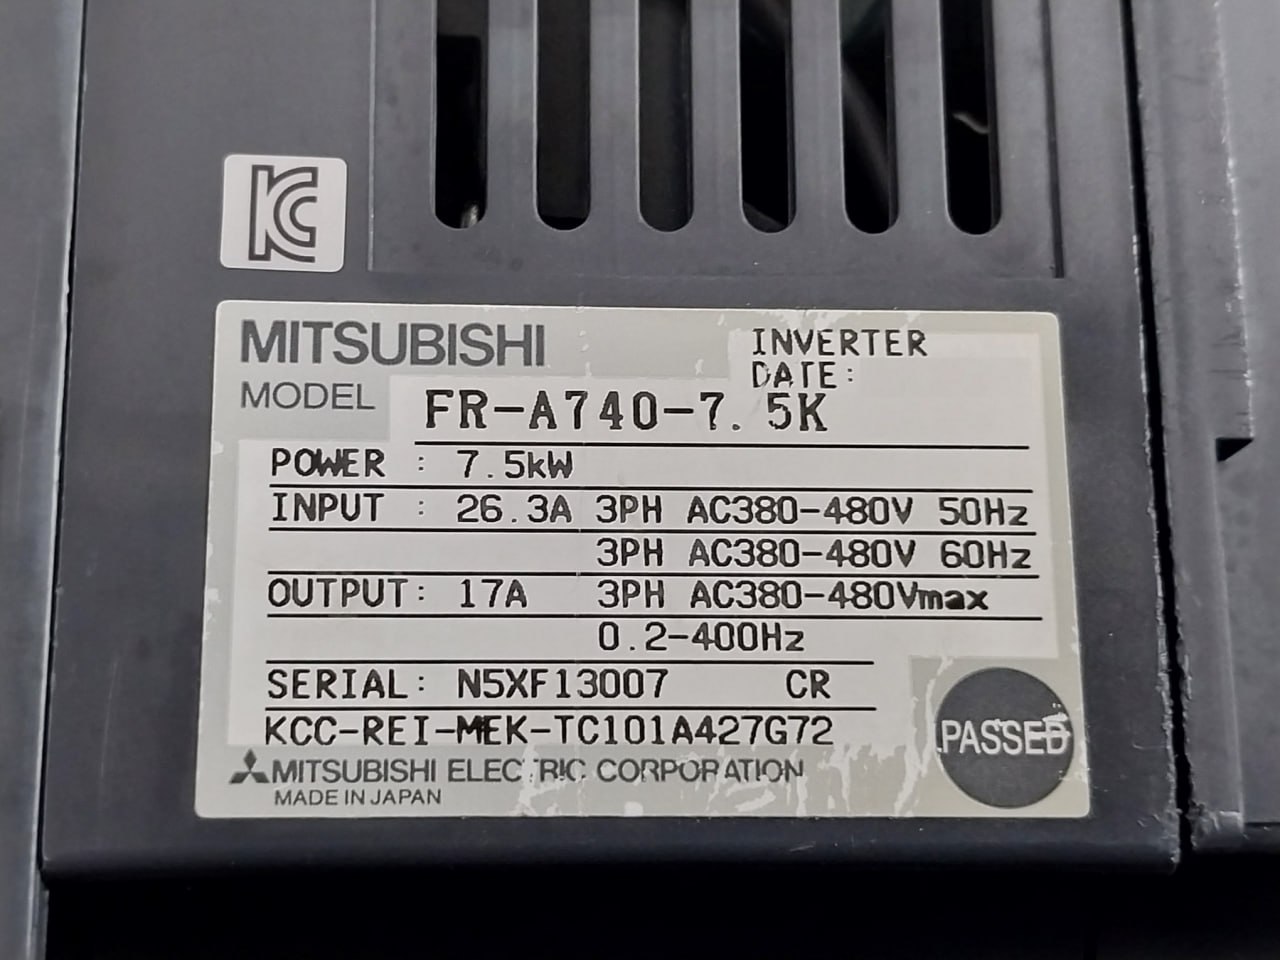 KC
MITSUBISHI
INVERTER
DATE:
MODEL FR-A740-7.5K
POWER : 7.5kW
INPUT : 26.3A 3PH AC380-480V 50Hz
3PH AC380-480V 60Hz
OUTPUT: 17A 3PH AC380-480Vmax
0.2-400Hz
SERIAL: N5XF13007 CR
KCC-REI-MEK-TC101A427G72
PASSED
MITSUBISHI ELECTRIC CORPORATION
MADE IN JAPAN